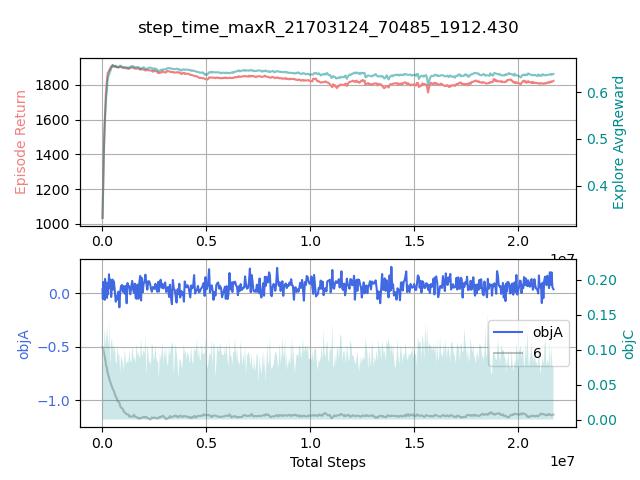 step_time_maxR_21703124_70485_1912.430
Episode Return
1800
1600
1400
1200
1000
0.6
0.5
0.4
Explore AvgReward
0.0 0.5 1.0 1.5 2.0
1e7
objA
0.0
−0.5
−1.0
0.20
0.15
0.10
0.05
0.00
objC
objA
6
0.0 0.5 1.0 1.5 2.0
Total Steps
1e7